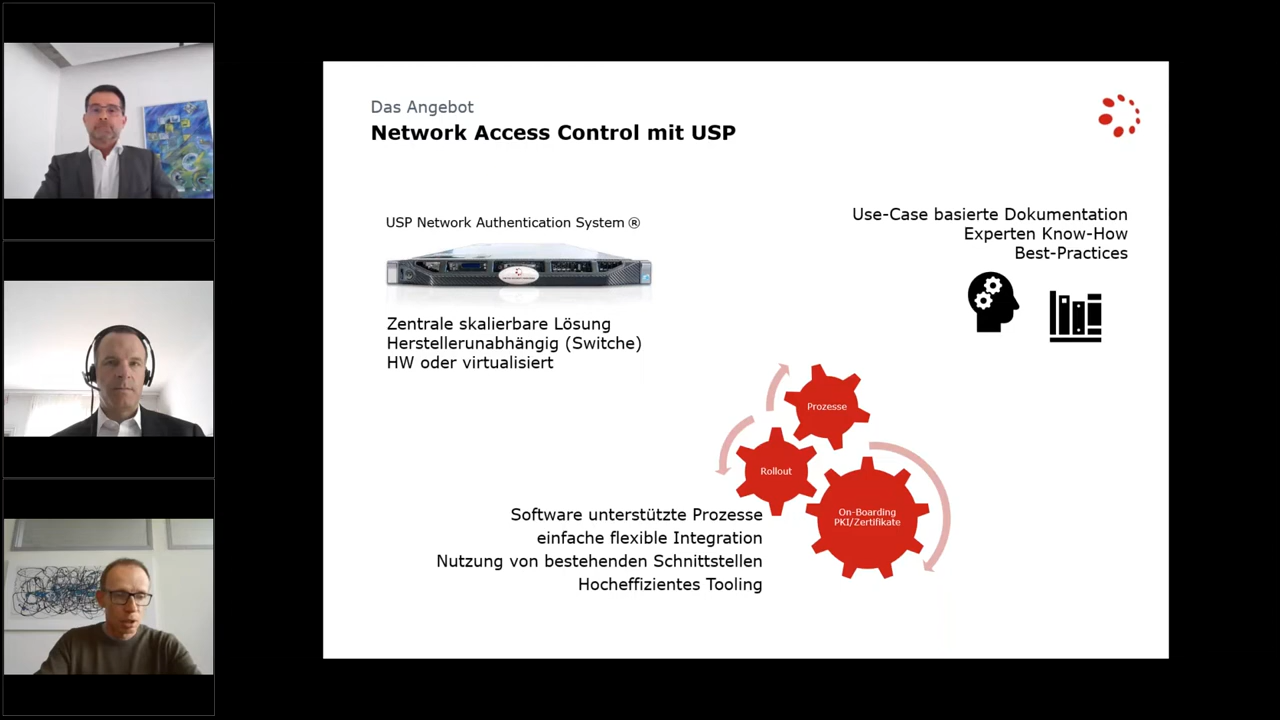 Das Angebot
Network Access Control mit USP
USP Network Authentication System ®
Zentrale skalierbare Lösung
Herstellerunabhängig (Switche)
HW oder virtualisiert
Use-Case basierte Dokumentation
Experten Know-How
Best-Practices
Prozesse
Rollout
On-Boarding
PKI/Zertifikate
Software unterstützte Prozesse
einfache flexible Integration
Nutzung von bestehenden Schnittstellen
Hocheffizientes Tooling